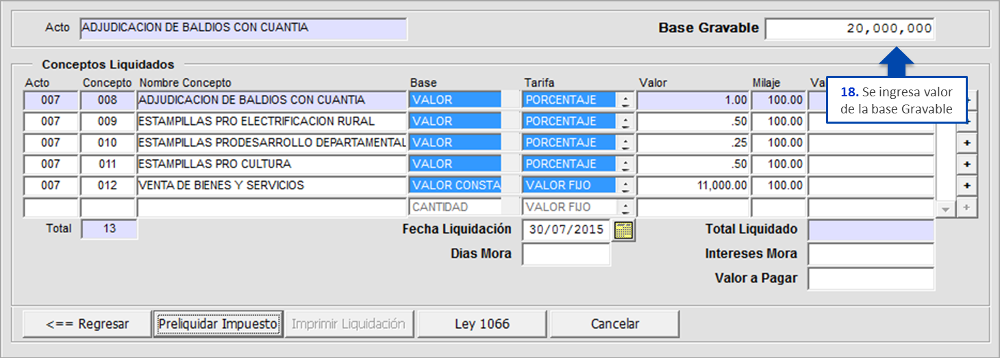 Acto ADJUDICACION DE BALDIOS CON CUANTIA Base Gravable 20,000,000
Conceptos Liquidados
Acto Concepto Nombre Concepto Base Tarifa Valor Milaje Va
18. Se ingresa valor
de la base Gravable
007 008 ADJUDICACION DE BALDIOS CON CUANTIA VALOR PORCENTAJE 1.00 100.00
007 009 ESTAMPILLAS PRO ELECTRIFICACION RURAL VALOR PORCENTAJE .50 100.00
007 010 ESTAMPILLAS PRODESARROLLO DEPARTAMENTAL VALOR PORCENTAJE .25 100.00 +
007 011 ESTAMPILLAS PRO CULTURA VALOR PORCENTAJE .50 100.00 +
007 012 VENTA DE BIENES Y SERVICIOS VALOR CONSTA VALOR FIJO 11,000.00 100.00 +
CANTIDAD VALOR FIJO +
Total 13 Fecha Liquidación 30/07/2015 Total Liquidado
Dias Mora Intereses Mora
Valor a Pagar
<== Regresar Preliquidar Impuesto Imprimir Liquidación Ley 1066 Cancelar